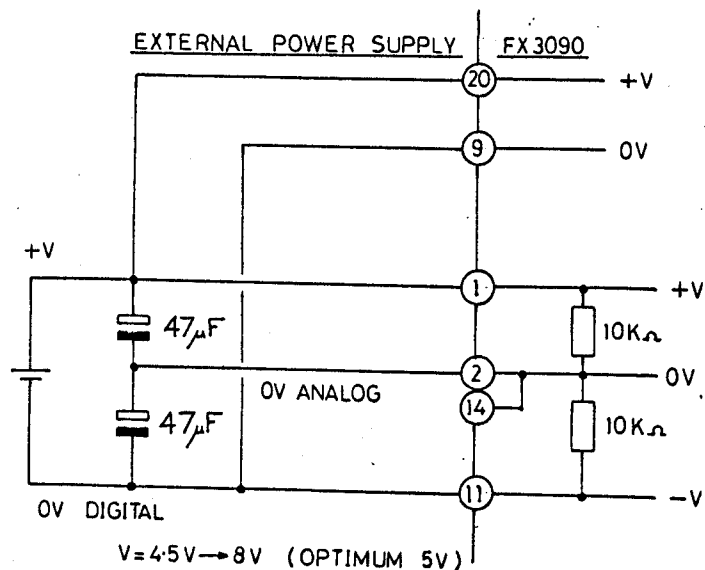 EXTERNAL POWER SUPPLY FX3090
20 +V
9 0V
+V
1 +V
47µF
10KΩ
2 0V
0V ANALOG
14
47µF
10KΩ
11 -V
0V DIGITAL
V=4·5V→8V (OPTIMUM 5V)